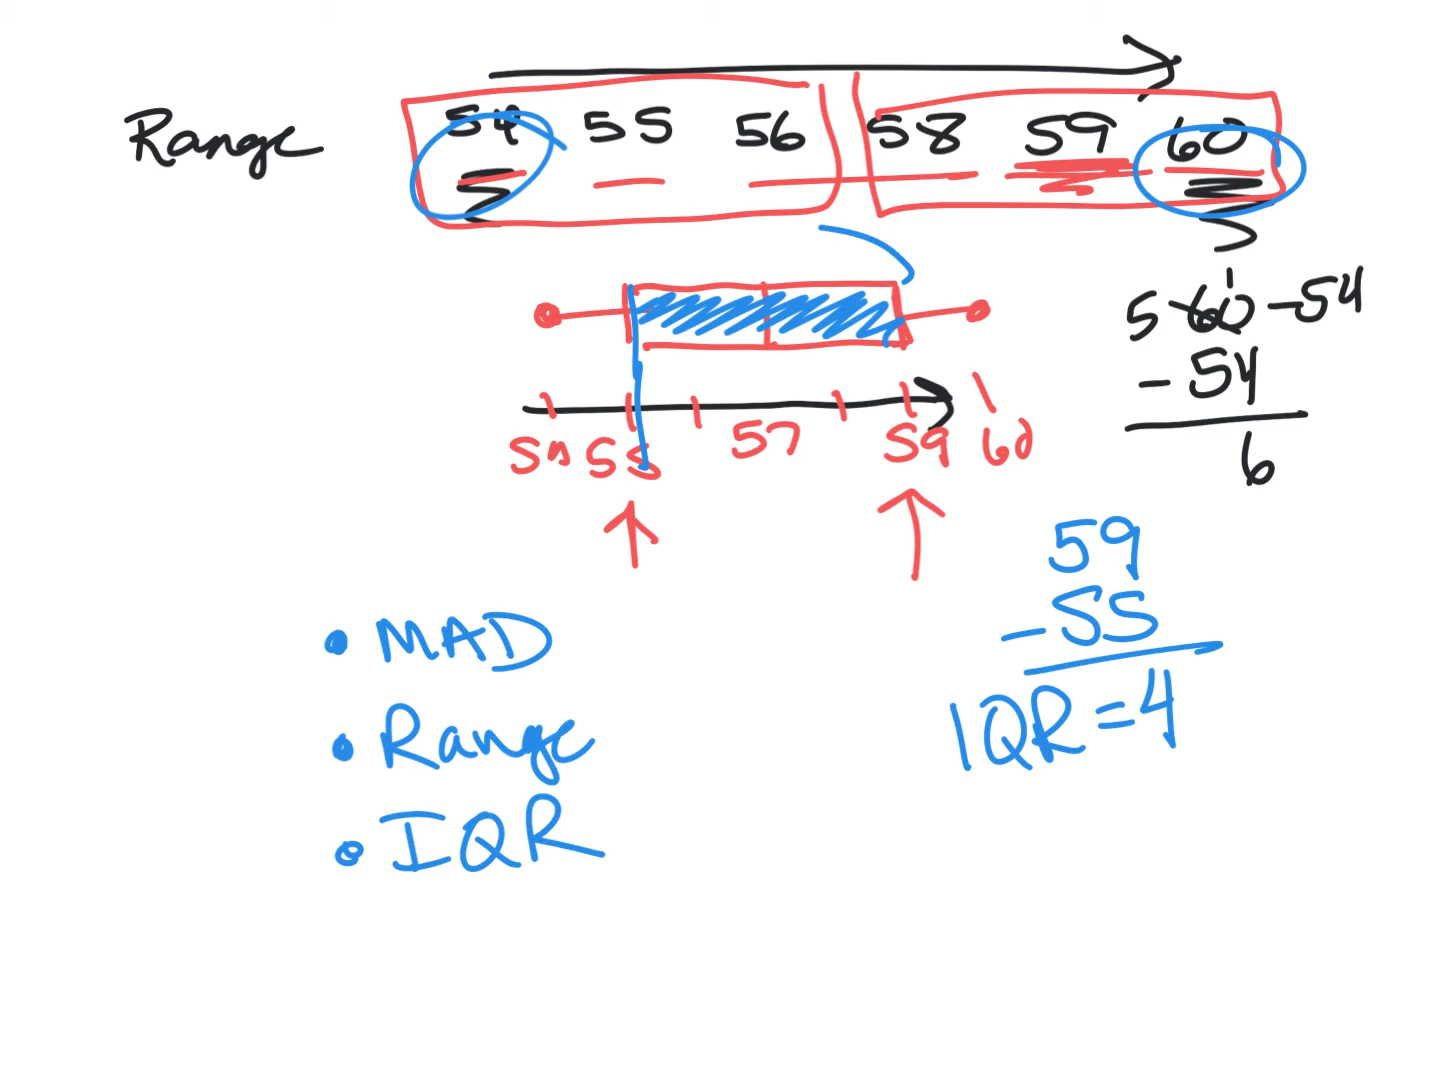 Range 54 55 56 58 59 60
5 60 - 54
- 54
6
54 55 57 59 60
59
- 55
IQR = 4
• MAD
• Range
• IQR